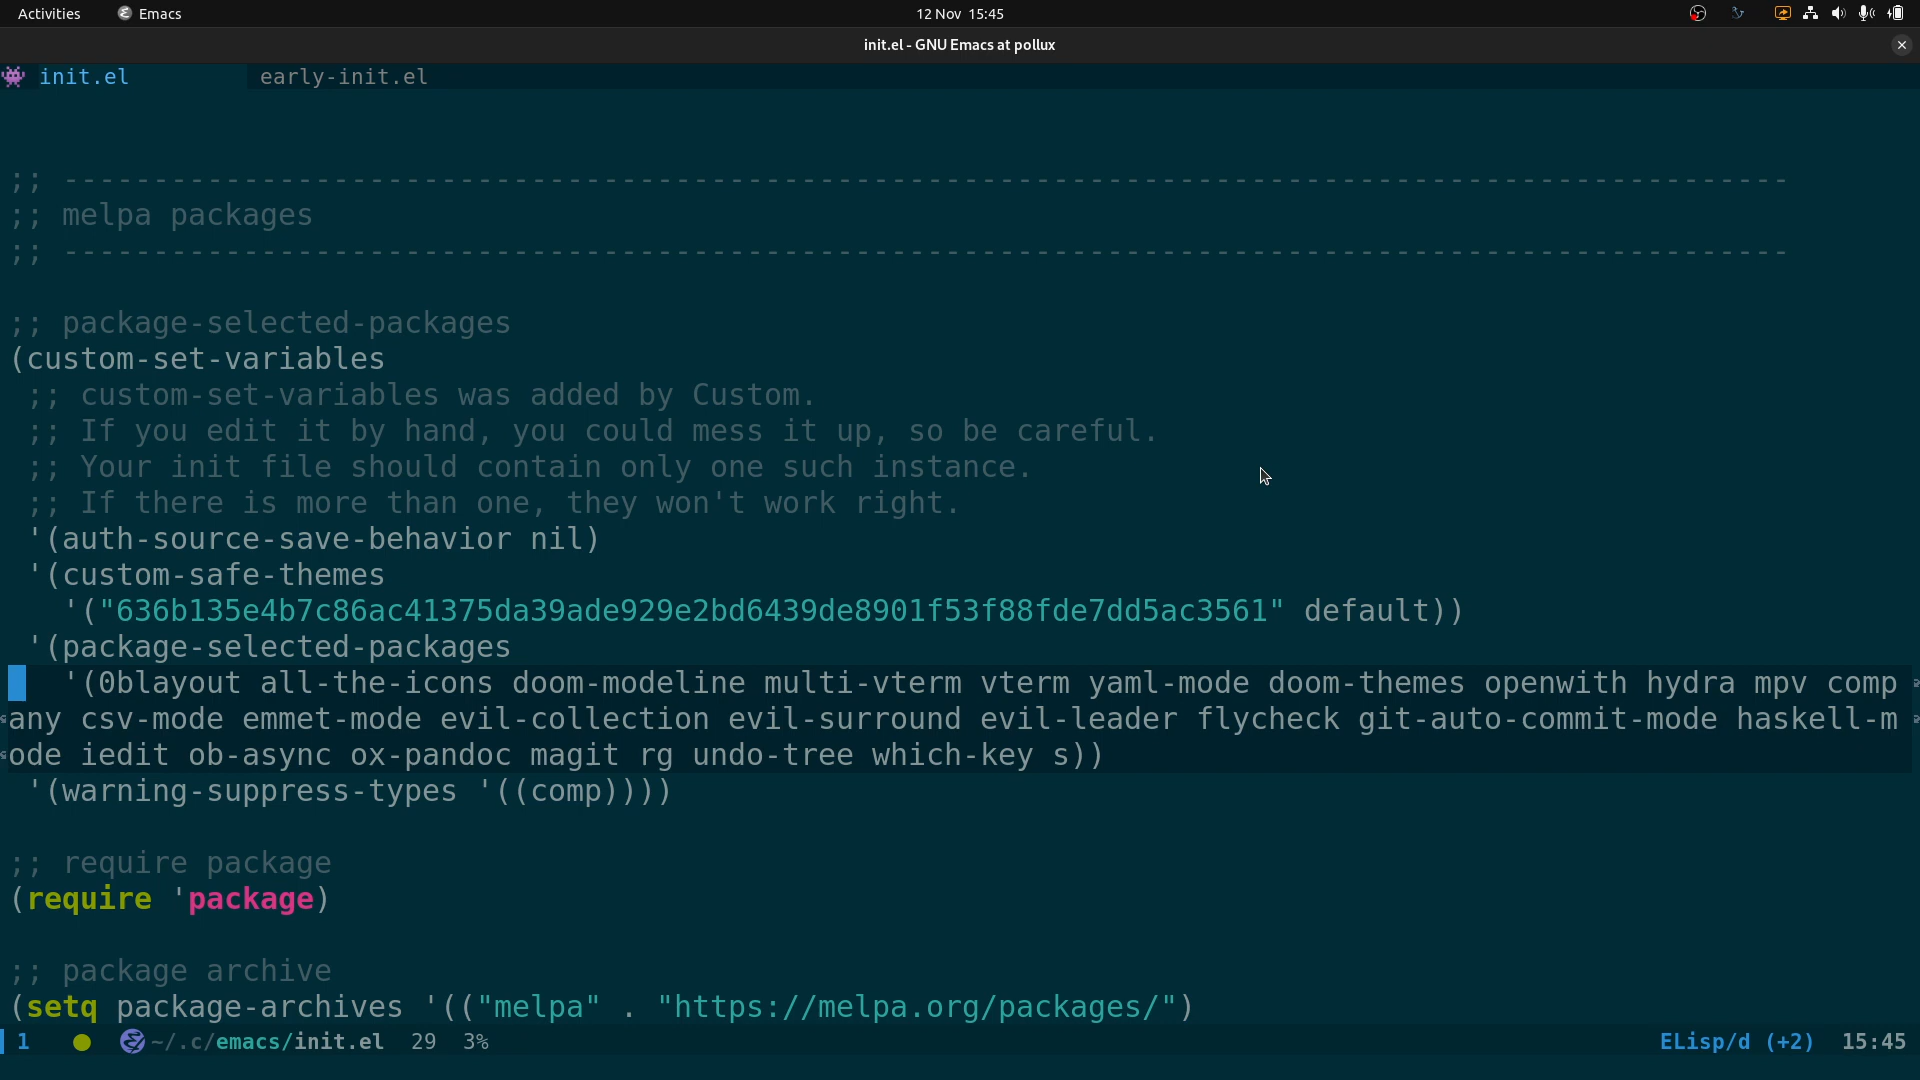 Activities Emacs 12 Nov 15:45
init.el - GNU Emacs at pollux
init.el early-init.el
;; ------------------------------------------------------------------------------------------------
;; melpa packages
;; ------------------------------------------------------------------------------------------------
;; package-selected-packages
(custom-set-variables
;; custom-set-variables was added by Custom.
;; If you edit it by hand, you could mess it up, so be careful.
;; Your init file should contain only one such instance.
;; If there is more than one, they won't work right.
'(auth-source-save-behavior nil)
'(custom-safe-themes
'("636b135e4b7c86ac41375da39ade929e2bd6439de8901f53f88fde7dd5ac3561" default))
'(package-selected-packages
'(0blayout all-the-icons doom-modeline multi-vterm vterm yaml-mode doom-themes openwith hydra mpv comp
any csv-mode emmet-mode evil-collection evil-surround evil-leader flycheck git-auto-commit-mode haskell-m
ode iedit ob-async ox-pandoc magit rg undo-tree which-key s))
'(warning-suppress-types '((comp))))
;; require package
(require 'package)
;; package archive
(setq package-archives '(("melpa" . "https://melpa.org/packages/")
1 ~/.c/emacs/init.el 29 3% ELisp/d (+2) 15:45